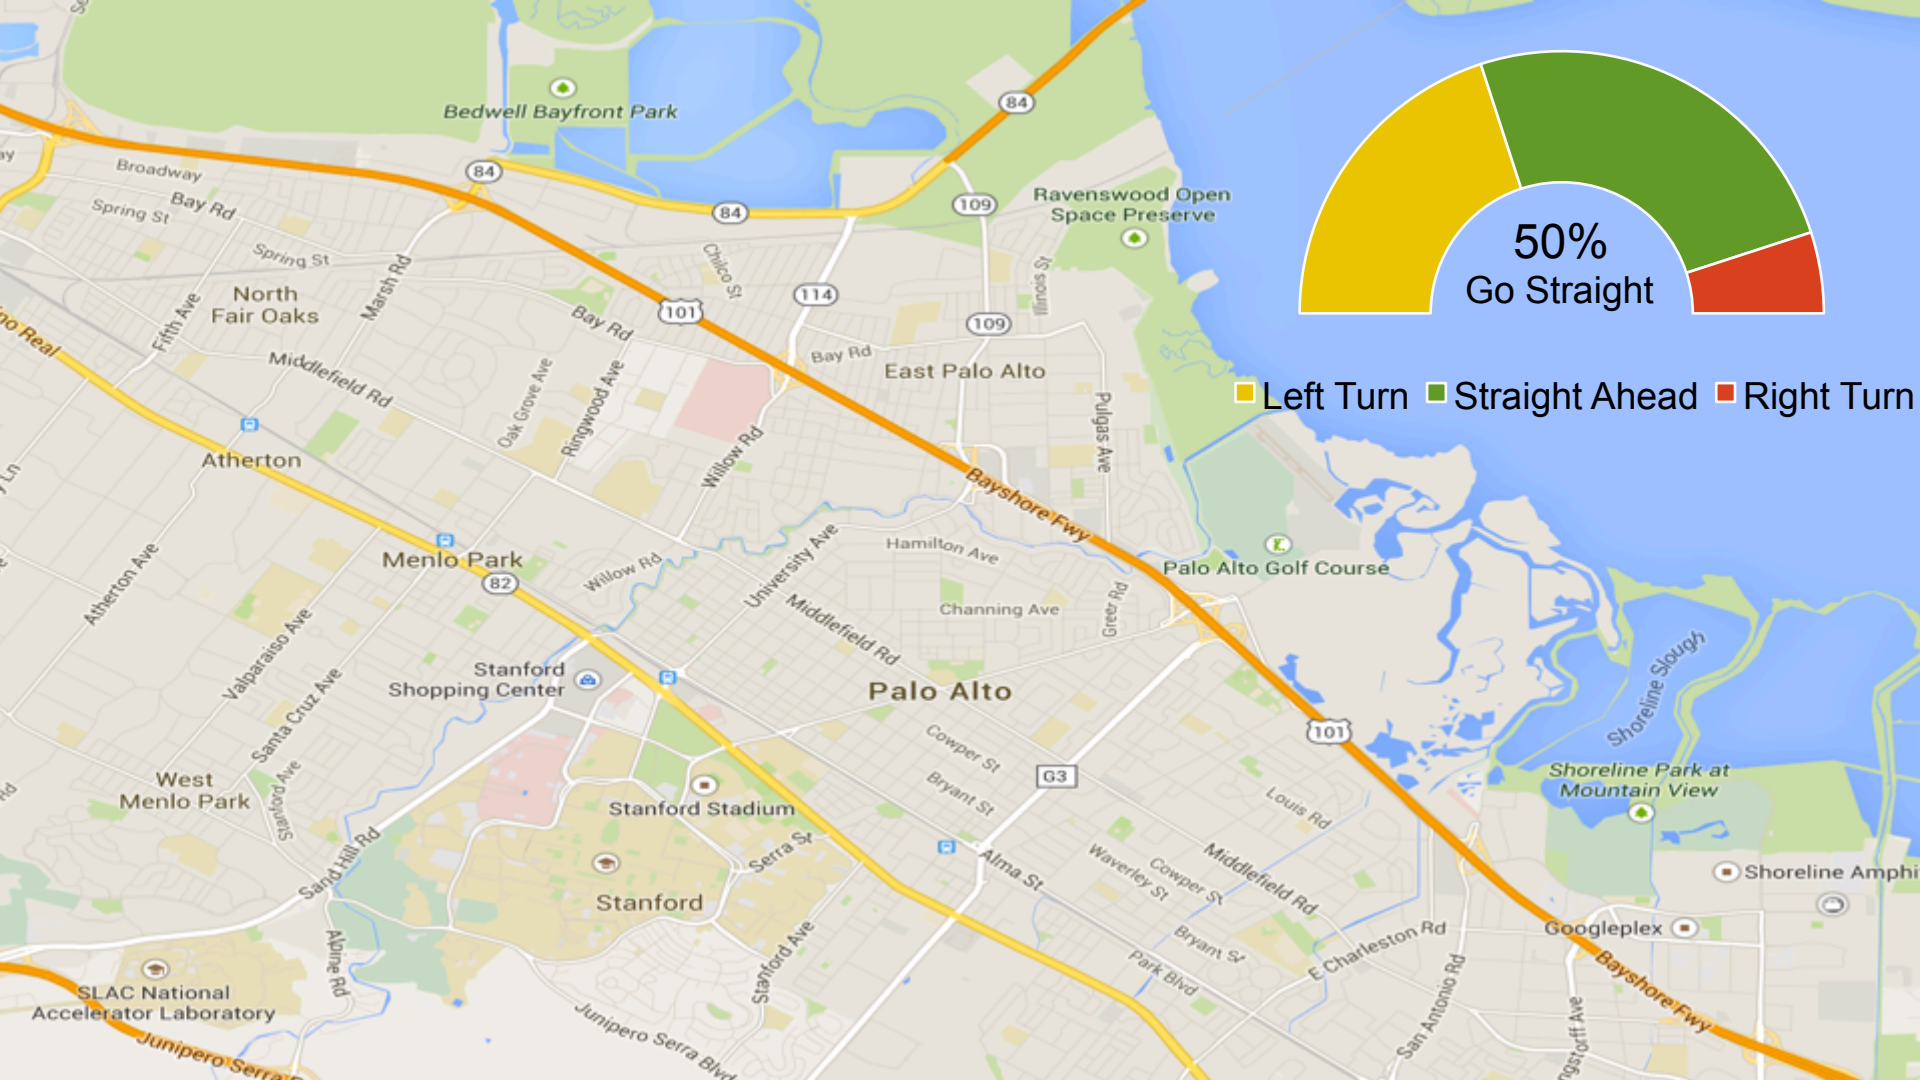 84
Bedwell Bayfront Park
84
Broadway
Bay Rd
Spring St
84
109
Ravenswood Open
Space Preserve
50%
Go Straight
Left Turn
Straight Ahead
Right Turn
Spring St
Marsh Rd
Chilco St
114
Illinois St
North
Fair Oaks
Fifth Ave
101
109
Bay Rd
Bay Rd
East Palo Alto
Middlefield Rd
Oak Grove Ave
Ringwood Ave
Pulgas Ave
Willow Rd
Atherton
Bayshore Fwy
Menlo Park
82
Atherton Ave
Willow Rd
University Ave
Hamilton Ave
Palo Alto Golf Course
Channing Ave
Greer Rd
Middlefield Rd
Valparaiso Ave
Stanford
Shopping Center
Santa Cruz Ave
Palo Alto
Shoreline Slough
101
Cowper St
G3
Bryant St
Louis Rd
Shoreline Park at
Mountain View
West
Menlo Park
Stanford Ave
Stanford Stadium
Sand Hill Rd
Serra St
Alma St
Waverley St
Cowper St
Middlefield Rd
Shoreline Amphi
Stanford
Googleplex
E Charleston Rd
Bryant St
Park Blvd
Alpine Rd
Stanford Ave
San Antonio Rd
Bayshore Fwy
SLAC National
Accelerator Laboratory
Junipero Serra Blvd
Junipero Serra
ngstorff Ave